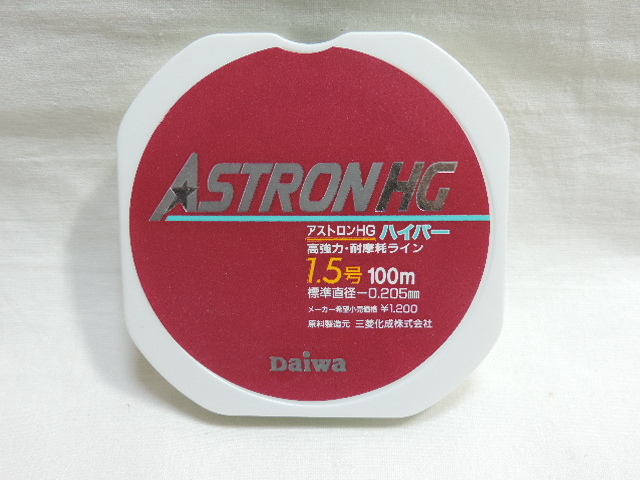 ASTRON HG
アストロンHG ハイパー
高強力・耐摩耗ライン
1.5号 100m
標準直径-0.205mm
メーカー希望小売価格 ¥1,200
原料製造元 三菱化成株式会社
Daiwa